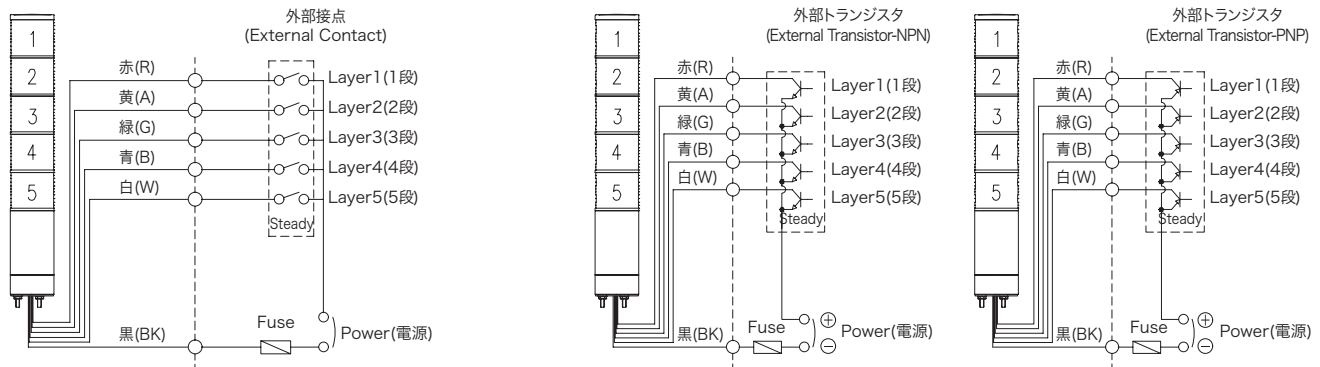 外部接点
(External Contact)
1
2
3
4
5
赤(R)
黄(A)
緑(G)
青(B)
白(W)
黒(BK)
Layer1(1段)
Layer2(2段)
Layer3(3段)
Layer4(4段)
Layer5(5段)
Steady
Fuse
Power(電源)
外部トランジスタ
(External Transistor-NPN)
1
2
3
4
5
赤(R)
黄(A)
緑(G)
青(B)
白(W)
黒(BK)
Layer1(1段)
Layer2(2段)
Layer3(3段)
Layer4(4段)
Layer5(5段)
Steady
Fuse
⊕
⊖
Power(電源)
外部トランジスタ
(External Transistor-PNP)
1
2
3
4
5
赤(R)
黄(A)
緑(G)
青(B)
白(W)
黒(BK)
Layer1(1段)
Layer2(2段)
Layer3(3段)
Layer4(4段)
Layer5(5段)
Steady
Fuse
⊕
⊖
Power(電源)